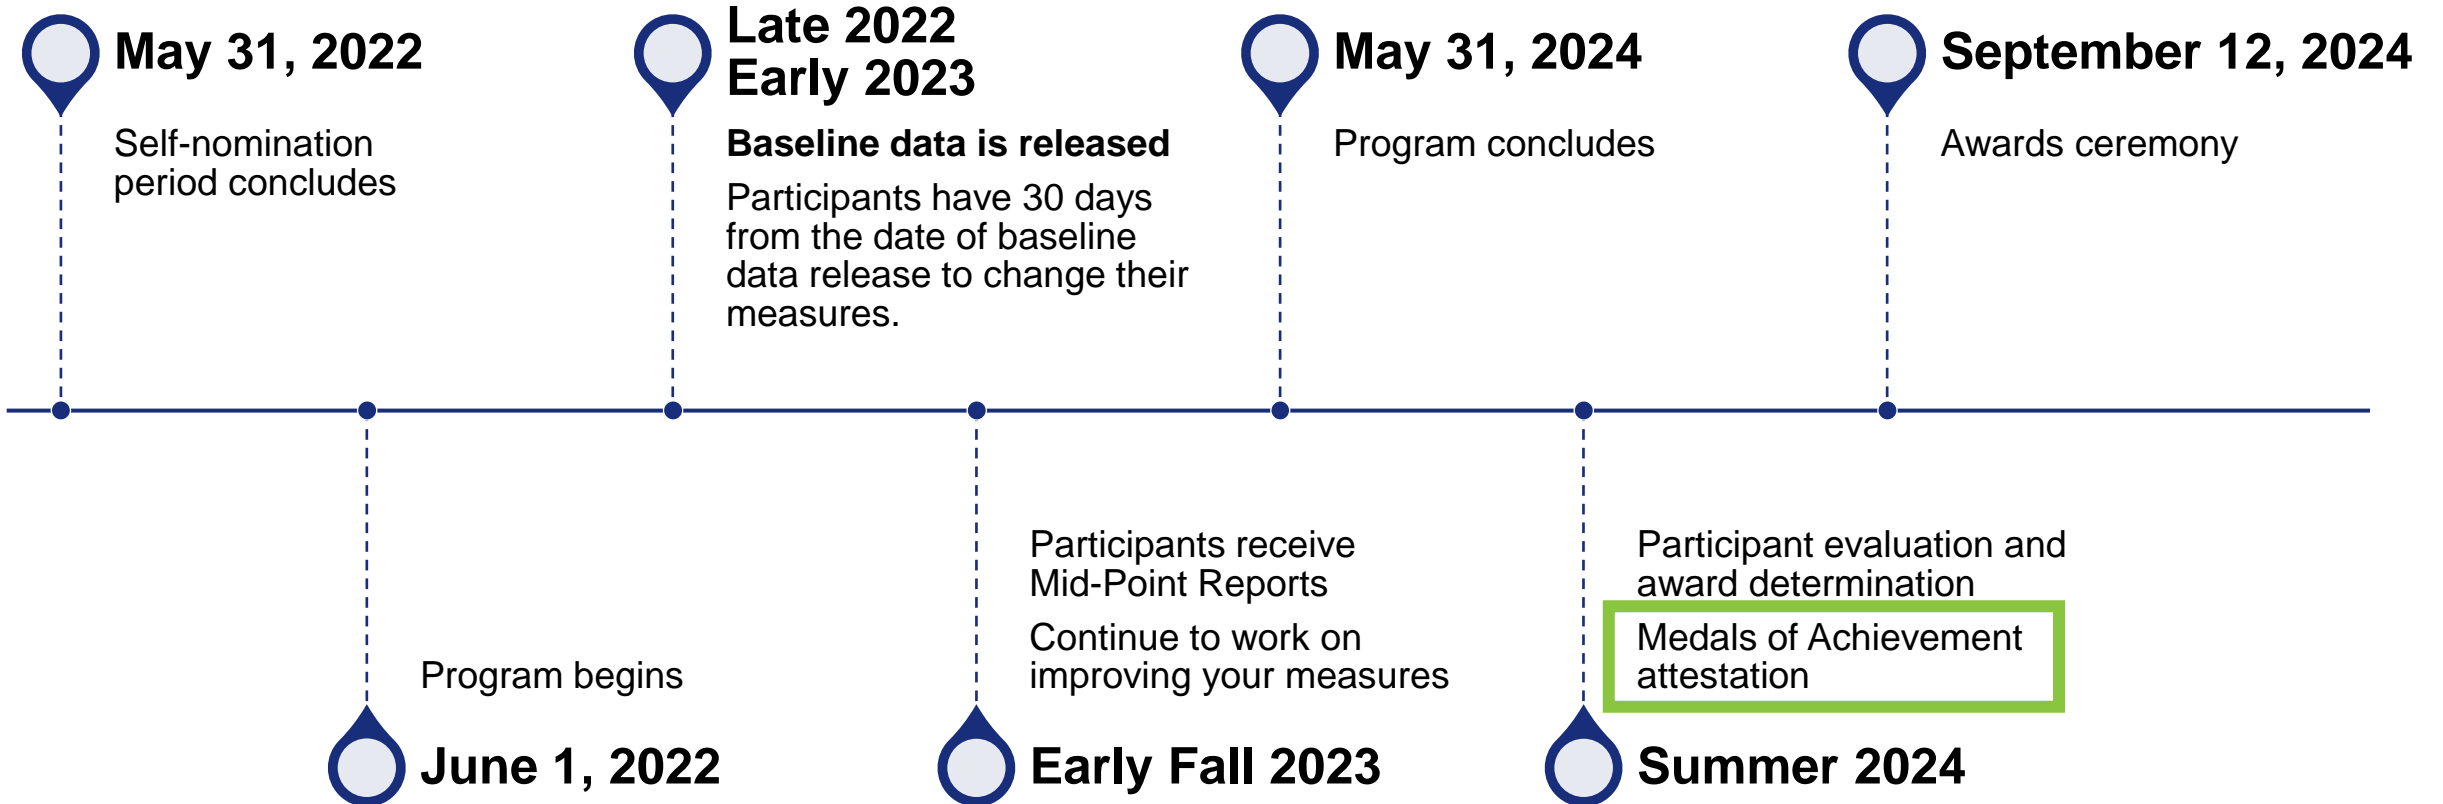 May 31, 2022
Self-nomination
period concludes
Program begins
June 1, 2022
Late 2022
Early 2023
Baseline data is released
Participants have 30 days
from the date of baseline
data release to change their
measures.
Participants receive
Mid-Point Reports
Continue to work on
improving your measures
Early Fall 2023
May 31, 2024
Program concludes
Participant evaluation and
award determination
Medals of Achievement
attestation
Summer 2024
September 12, 2024
Awards ceremony